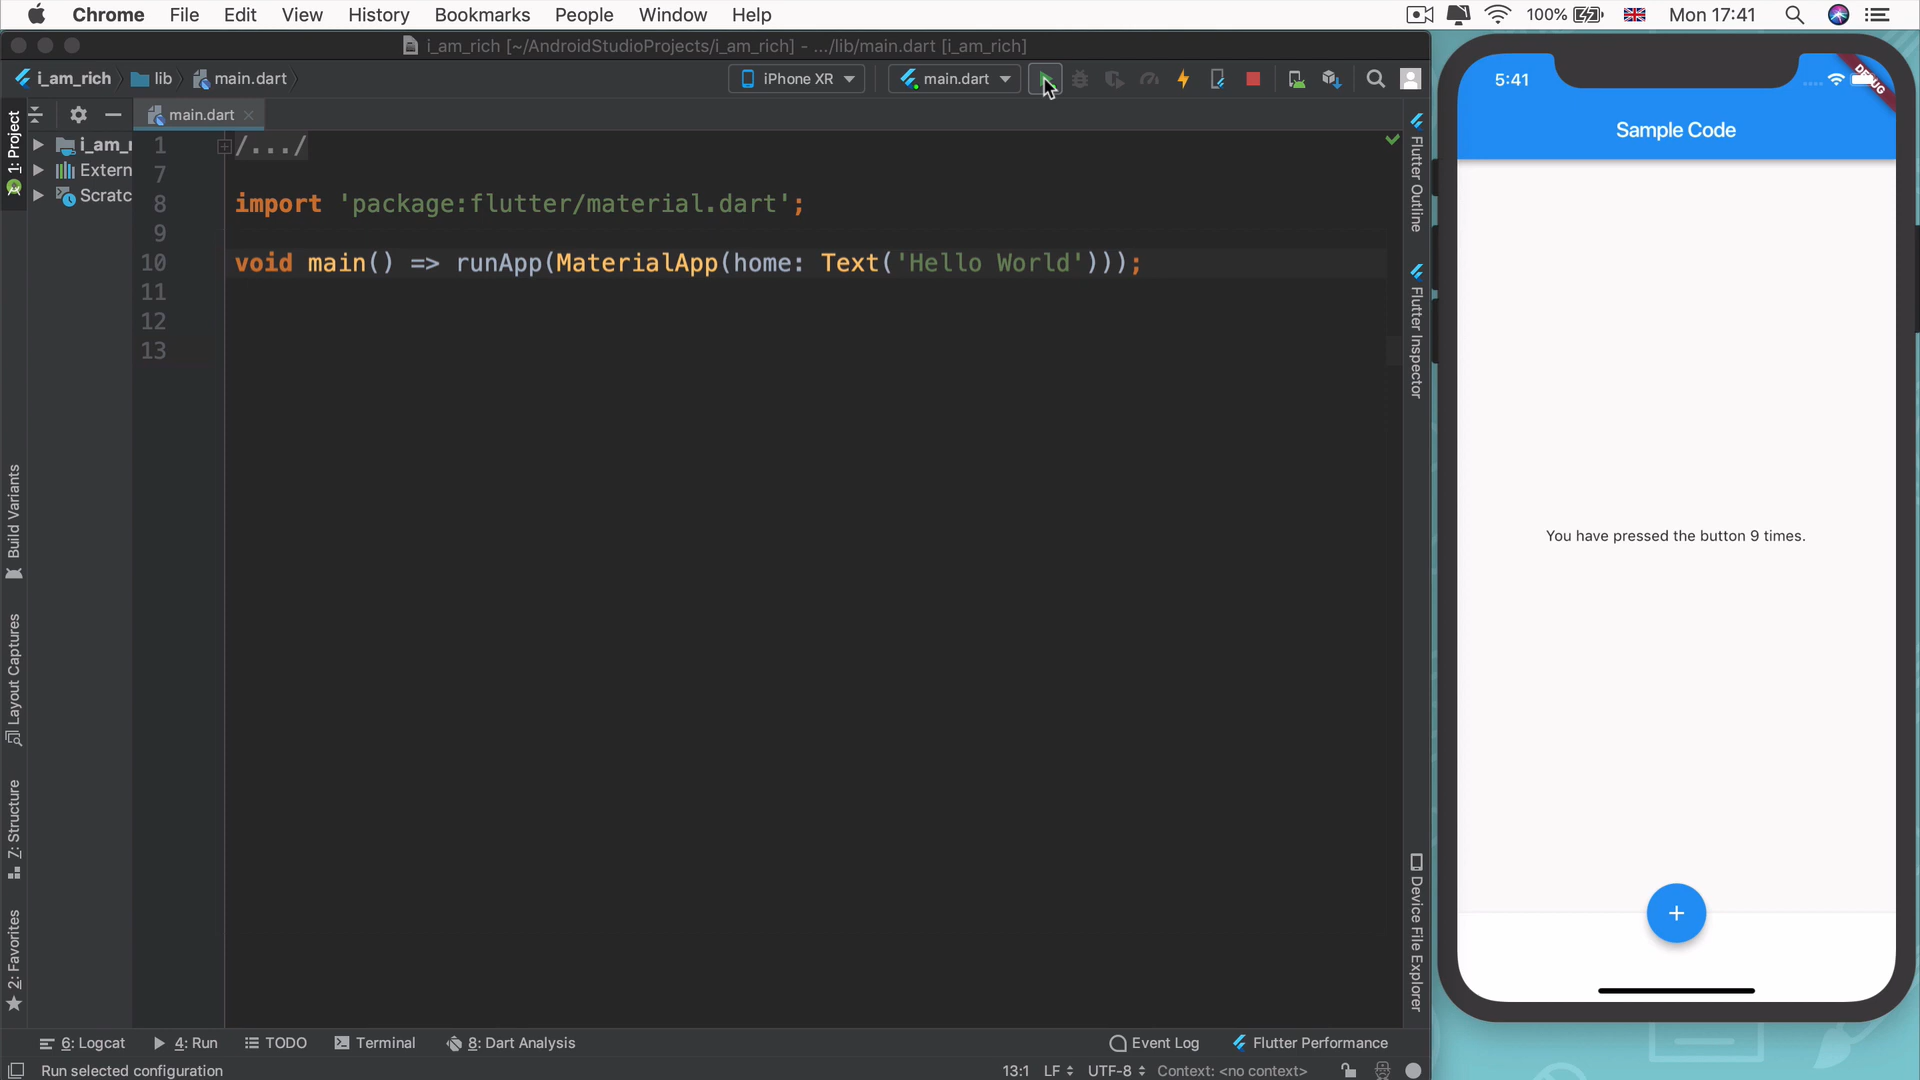 Chrome File Edit View History Bookmarks People Window Help 100% Mon 17:41
i_am_rich [~/AndroidStudioProjects/i_am_rich] - .../lib/main.dart [i_am_rich]
i_am_rich lib main.dart iPhone XR main.dart
main.dart
1: Project
i_am_r
Extern
Scratc
Build Variants
Layout Captures
Z: Structure
2: Favorites
1 /.../
7
8 import 'package:flutter/material.dart';
9
10 void main() => runApp(MaterialApp(home: Text('Hello World')));
11
12
13
Flutter Outline
Flutter Inspector
Device File Explorer
5:41
DEBUG
Sample Code
You have pressed the button 9 times.
+
6: Logcat 4: Run TODO Terminal 8: Dart Analysis Event Log Flutter Performance
Run selected configuration 13:1 LF UTF-8 Context: <no context>